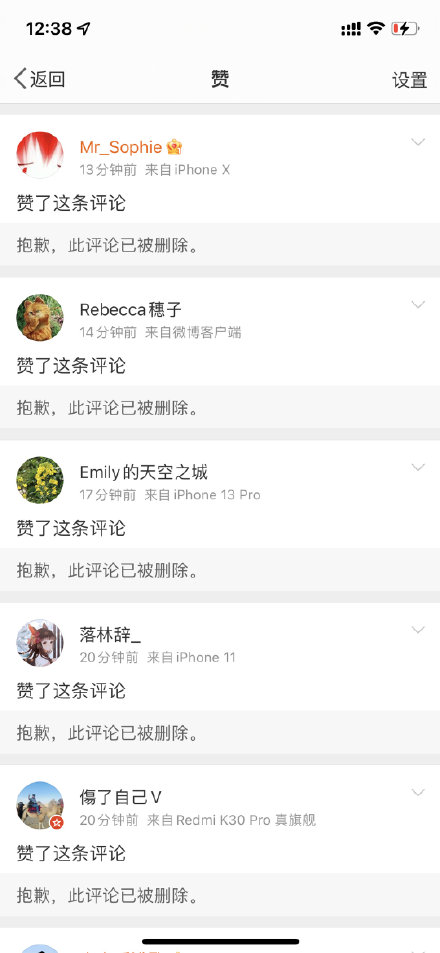 12:38
返回
赞
设置
Mr_Sophie
13分钟前 来自iPhone X
赞了这条评论
抱歉，此评论已被删除。
Rebecca穗子
14分钟前 来自微博客户端
赞了这条评论
抱歉，此评论已被删除。
Emily的天空之城
17分钟前 来自iPhone 13 Pro
赞了这条评论
抱歉，此评论已被删除。
落林辞_
20分钟前 来自iPhone 11
赞了这条评论
抱歉，此评论已被删除。
傷了自己V
20分钟前 来自Redmi K30 Pro 真旗舰
赞了这条评论
抱歉，此评论已被删除。